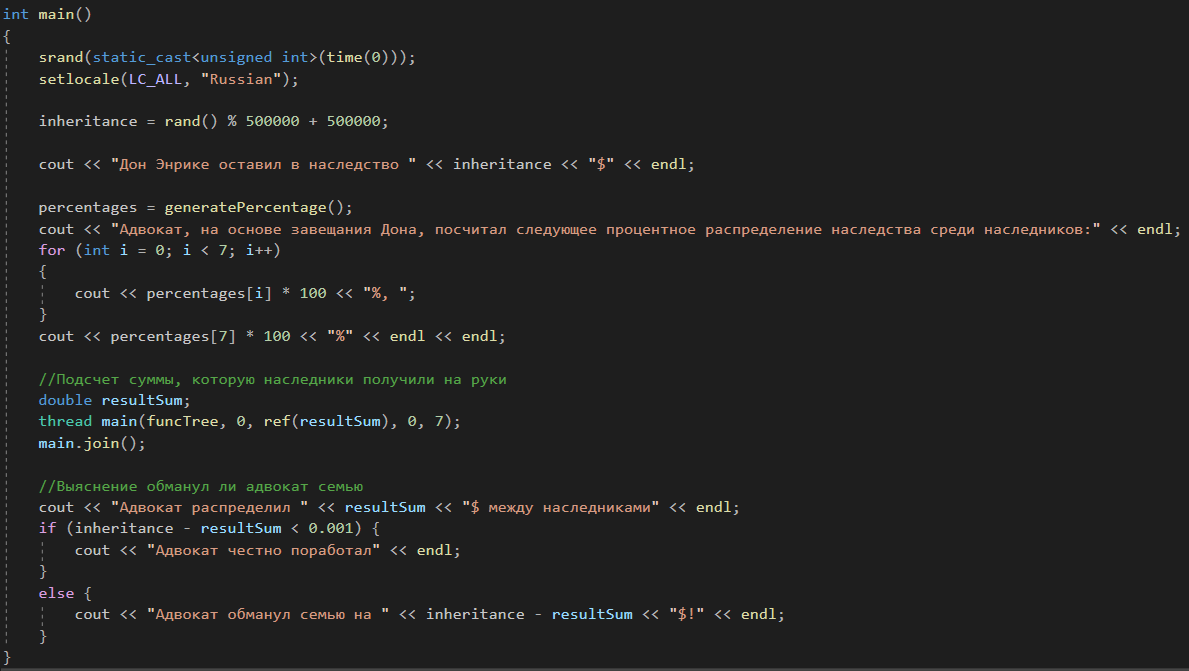 int main()
{
    srand(static_cast<unsigned int>(time(0)));
    setlocale(LC_ALL, "Russian");

    inheritance = rand() % 500000 + 500000;

    cout << "Дон Энрике оставил в наследство " << inheritance << "$" << endl;

    percentages = generatePercentage();
    cout << "Адвокат, на основе завещания Дона, посчитал следующее процентное распределение наследства среди наследников:" << endl;
    for (int i = 0; i < 7; i++)
    {
        cout << percentages[i] * 100 << "%, ";
    }
    cout << percentages[7] * 100 << "%" << endl << endl;

    //Подсчет суммы, которую наследники получили на руки
    double resultSum;
    thread main(funcTree, 0, ref(resultSum), 0, 7);
    main.join();

    //Выяснение обманул ли адвокат семью
    cout << "Адвокат распределил " << resultSum << "$ между наследниками" << endl;
    if (inheritance - resultSum < 0.001) {
        cout << "Адвокат честно поработал" << endl;
    }
    else {
        cout << "Адвокат обманул семью на " << inheritance - resultSum << "$!" << endl;
    }
}